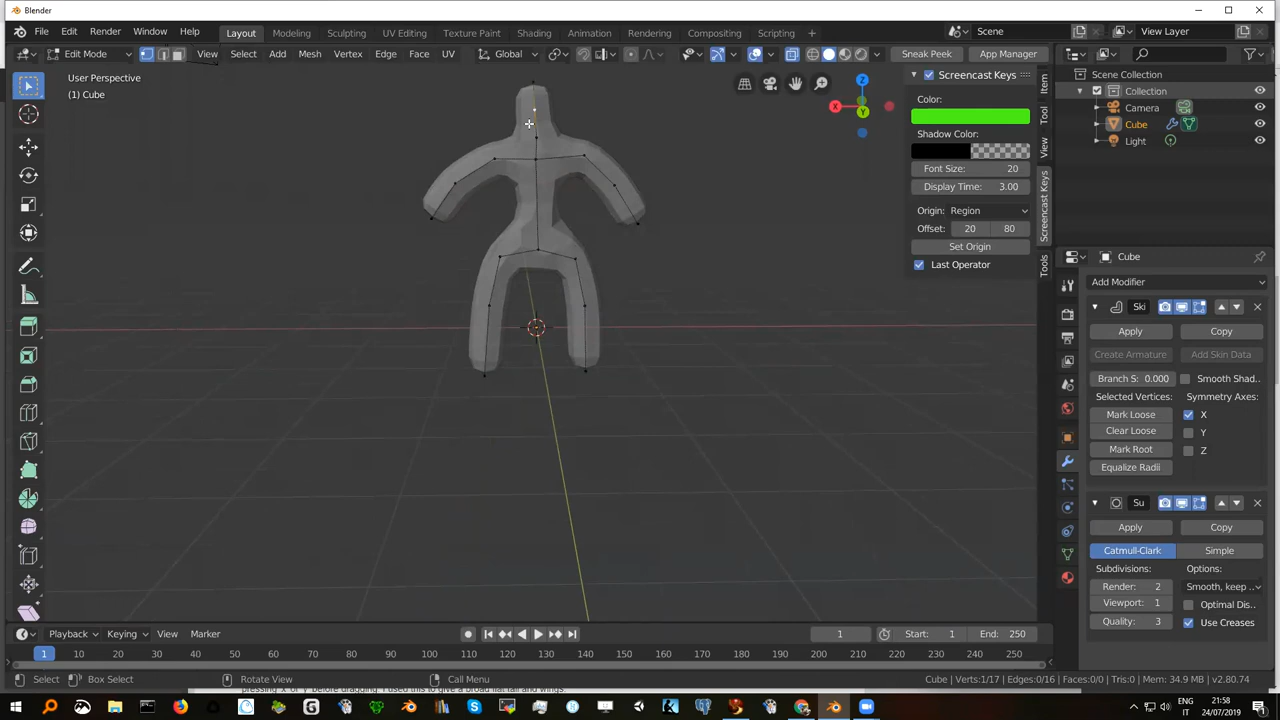 Blender
File Edit Render Window Help Layout Modeling Sculpting UV Editing Texture Paint Shading Animation Rendering Compositing Scripting + Scene View Layer
Edit Mode View Select Add Mesh Vertex Edge Face UV Global Sneak Peek App Manager
User Perspective
(1) Cube
X
Y
Z
Screencast Keys
Color:
Shadow Color:
Font Size: 20
Display Time: 3.00
Origin: Region
Offset: 20 80
Set Origin
Last Operator
Item
Tool
View
Screencast Keys
Tools
Scene Collection
Collection
Camera
Cube
Light
Cube
Add Modifier
Ski
Apply Copy
Create Armature Add Skin Data
Branch S: 0.000 Smooth Shad..
Selected Vertices: Symmetry Axes:
Mark Loose X
Clear Loose Y
Mark Root Z
Equalize Radii
Su
Apply Copy
Catmull-Clark Simple
Subdivisions: Options:
Render: 2 Smooth, keep ..
Viewport: 1 Optimal Dis..
Quality: 3 Use Creases
Playback Keying View Marker 1 Start: 1 End: 250
1 10 20 30 40 50 60 70 80 90 100 110 120 130 140 150 160 170 180 190 200 210 220 230 240 250
Select Box Select Rotate View Call Menu Cube | Verts:1/17 | Edges:0/16 | Faces:0/0 | Tris:0 | Mem: 34.9 MB | v2.80.74
ENG 21:58
IT 24/07/2019